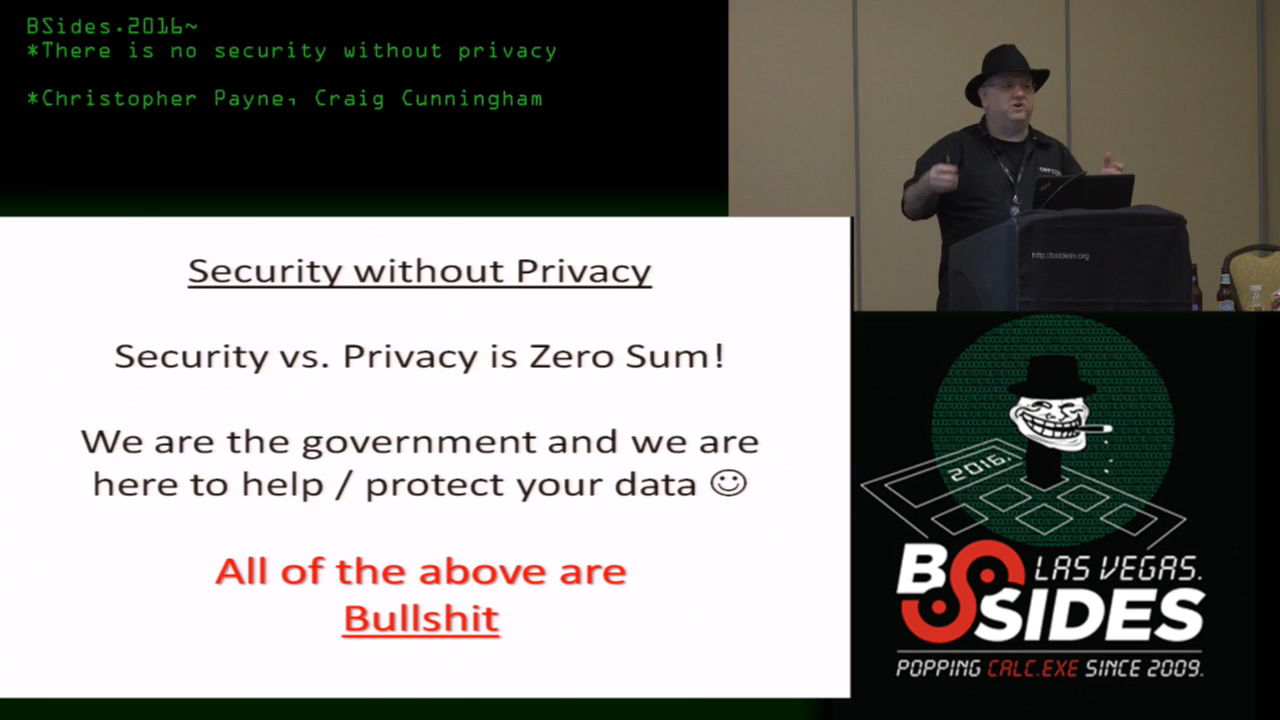 BSides.2016~
*There is no security without privacy
*Christopher Payne, Craig Cunningham
http://bsideslv.org
Security without Privacy
Security vs. Privacy is Zero Sum!
We are the government and we are
here to help / protect your data ☺
All of the above are
Bullshit
2016.
BSIDES
LAS VEGAS.
POPPING CALC.EXE SINCE 2009.